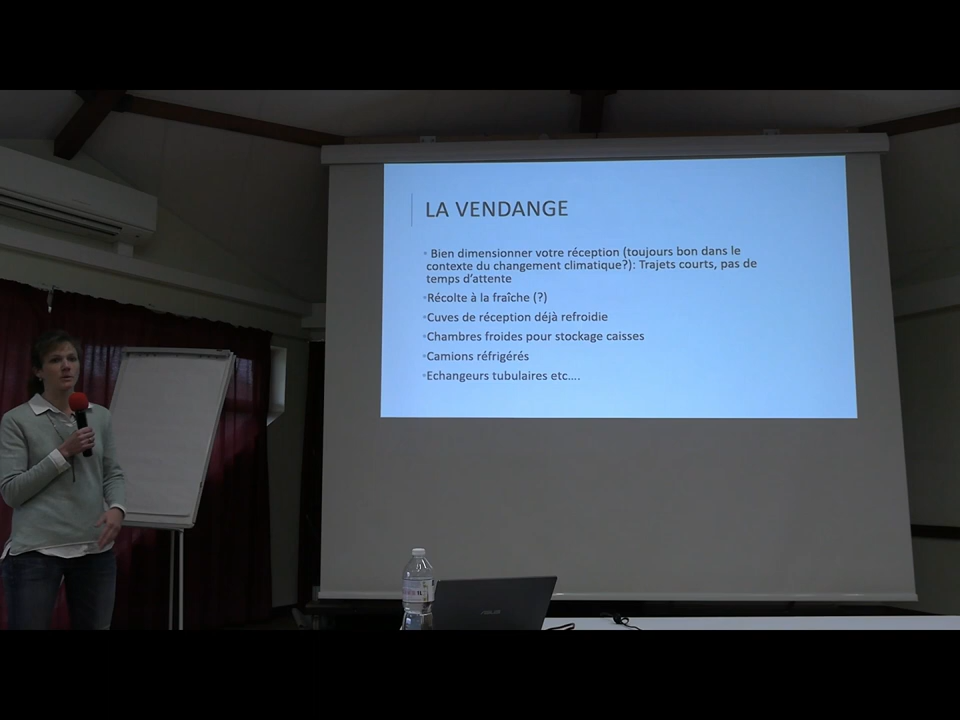 LA VENDANGE
• Bien dimensionner votre réception (toujours bon dans le
contexte du changement climatique?): Trajets courts, pas de
temps d'attente
•Récolte à la fraîche (?)
•Cuves de réception déjà refroidie
•Chambres froides pour stockage caisses
•Camions réfrigérés
•Echangeurs tubulaires etc....
ASUS